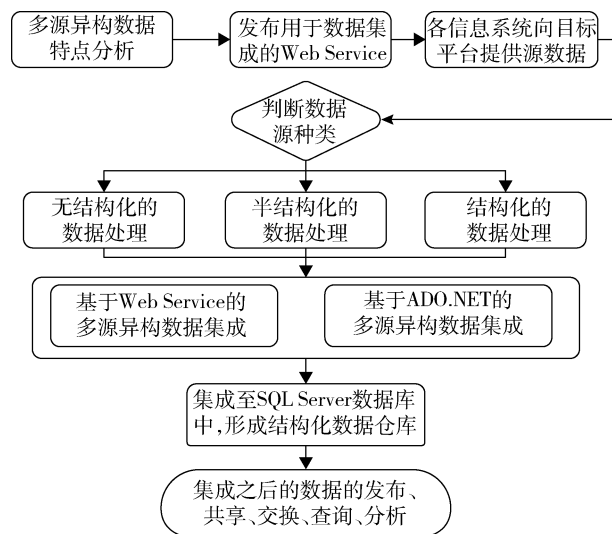 多源异构数据
特点分析
发布用于数据集
成的Web Service
各信息系统向目标
平台提供源数据
判断数据
源种类
无结构化的
数据处理
半结构化的
数据处理
结构化的
数据处理
基于Web Service的
多源异构数据集成
基于ADO.NET的
多源异构数据集成
集成至SQL Server数据库
中,形成结构化数据仓库
集成之后的数据的发布、
共享、交换、查询、分析